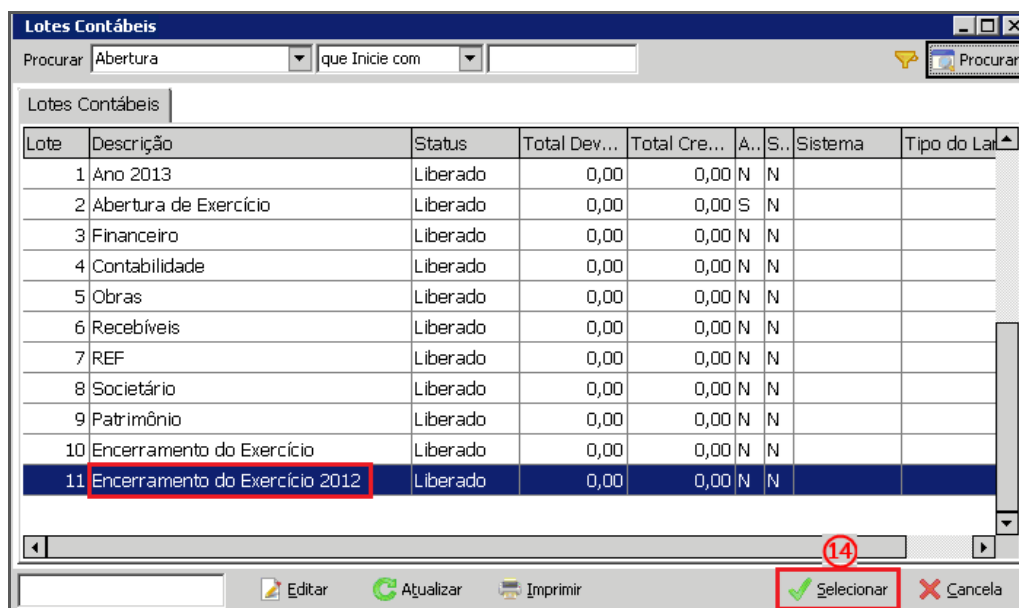 Lotes Contábeis
Procurar Abertura que Inicie com Procurar
Lotes Contábeis
Lote Descrição Status Total Dev... Total Cre... A.. S.. Sistema Tipo do Lan
1 Ano 2013 Liberado 0,00 0,00 N N
2 Abertura de Exercício Liberado 0,00 0,00 S N
3 Financeiro Liberado 0,00 0,00 N N
4 Contabilidade Liberado 0,00 0,00 N N
5 Obras Liberado 0,00 0,00 N N
6 Recebíveis Liberado 0,00 0,00 N N
7 REF Liberado 0,00 0,00 N N
8 Societário Liberado 0,00 0,00 N N
9 Patrimônio Liberado 0,00 0,00 N N
10 Encerramento do Exercício Liberado 0,00 0,00 N N
11 Encerramento do Exercício 2012 Liberado 0,00 0,00 N N
14
Editar Atualizar Imprimir Selecionar Cancela